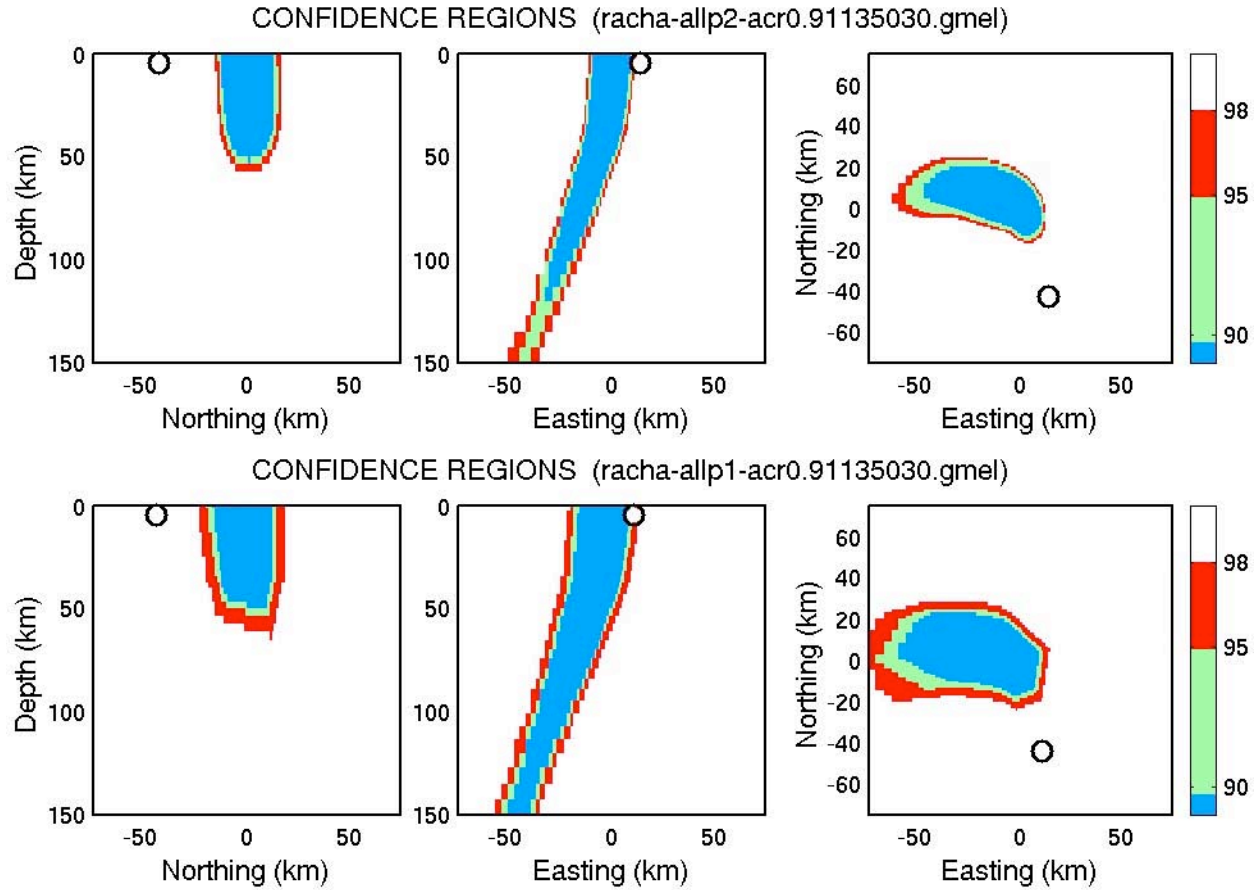 CONFIDENCE REGIONS (racha-allp2-acr0.91135030.gmel)
0
50
100
150
Depth (km)
-50 0 50
Northing (km)
0
50
100
150
-50 0 50
Easting (km)
60
40
20
0
-20
-40
-60
Northing (km)
-50 0 50
Easting (km)
98
95
90
CONFIDENCE REGIONS (racha-allp1-acr0.91135030.gmel)
0
50
100
150
Depth (km)
-50 0 50
Northing (km)
0
50
100
150
-50 0 50
Easting (km)
60
40
20
0
-20
-40
-60
Northing (km)
-50 0 50
Easting (km)
98
95
90